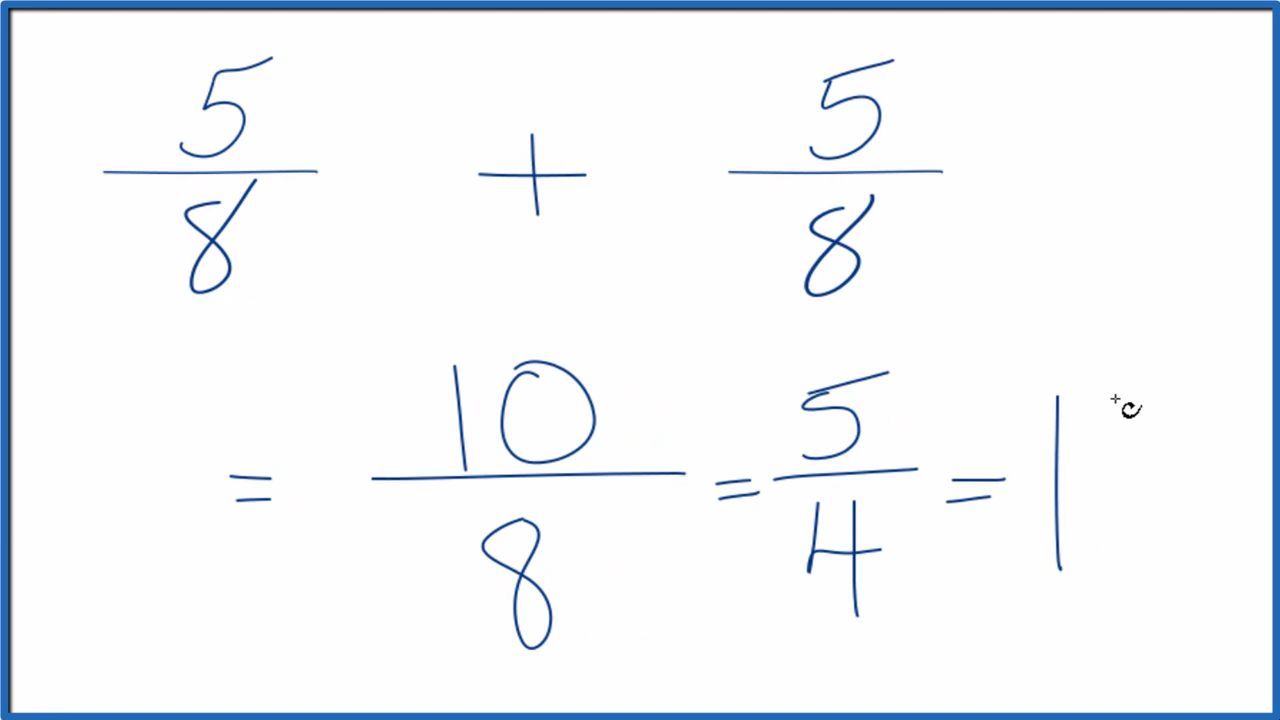 5/8 + 5/8
= 10/8 = 5/4 = 1